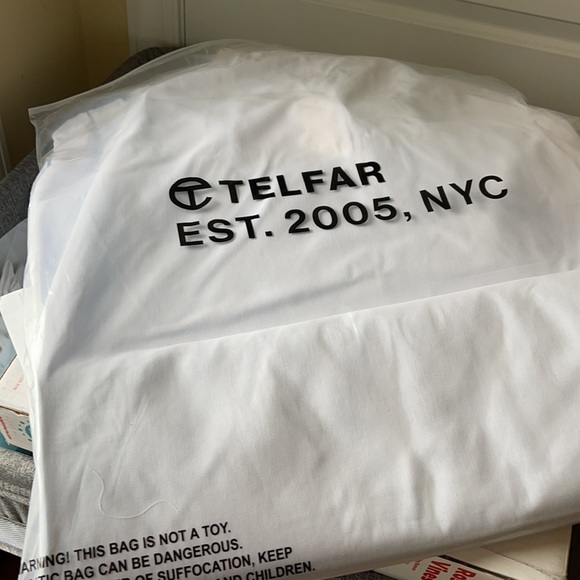 TELFAR
EST. 2005, NYC
THIS BAG IS NOT A TOY.
BAG CAN BE DANGEROUS.
OF SUFFOCATION, KEEP
AND CHILDREN.